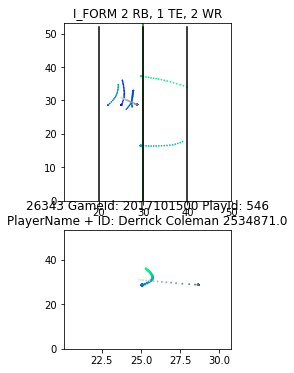 I_FORM 2 RB, 1 TE, 2 WR
50
40
30
20
10
0
20 30 40 50
26343 GameId: 2017101500 PlayId: 546
PlayerName + ID: Derrick Coleman 2534871.0
40
20
0
22.5 25.0 27.5 30.0